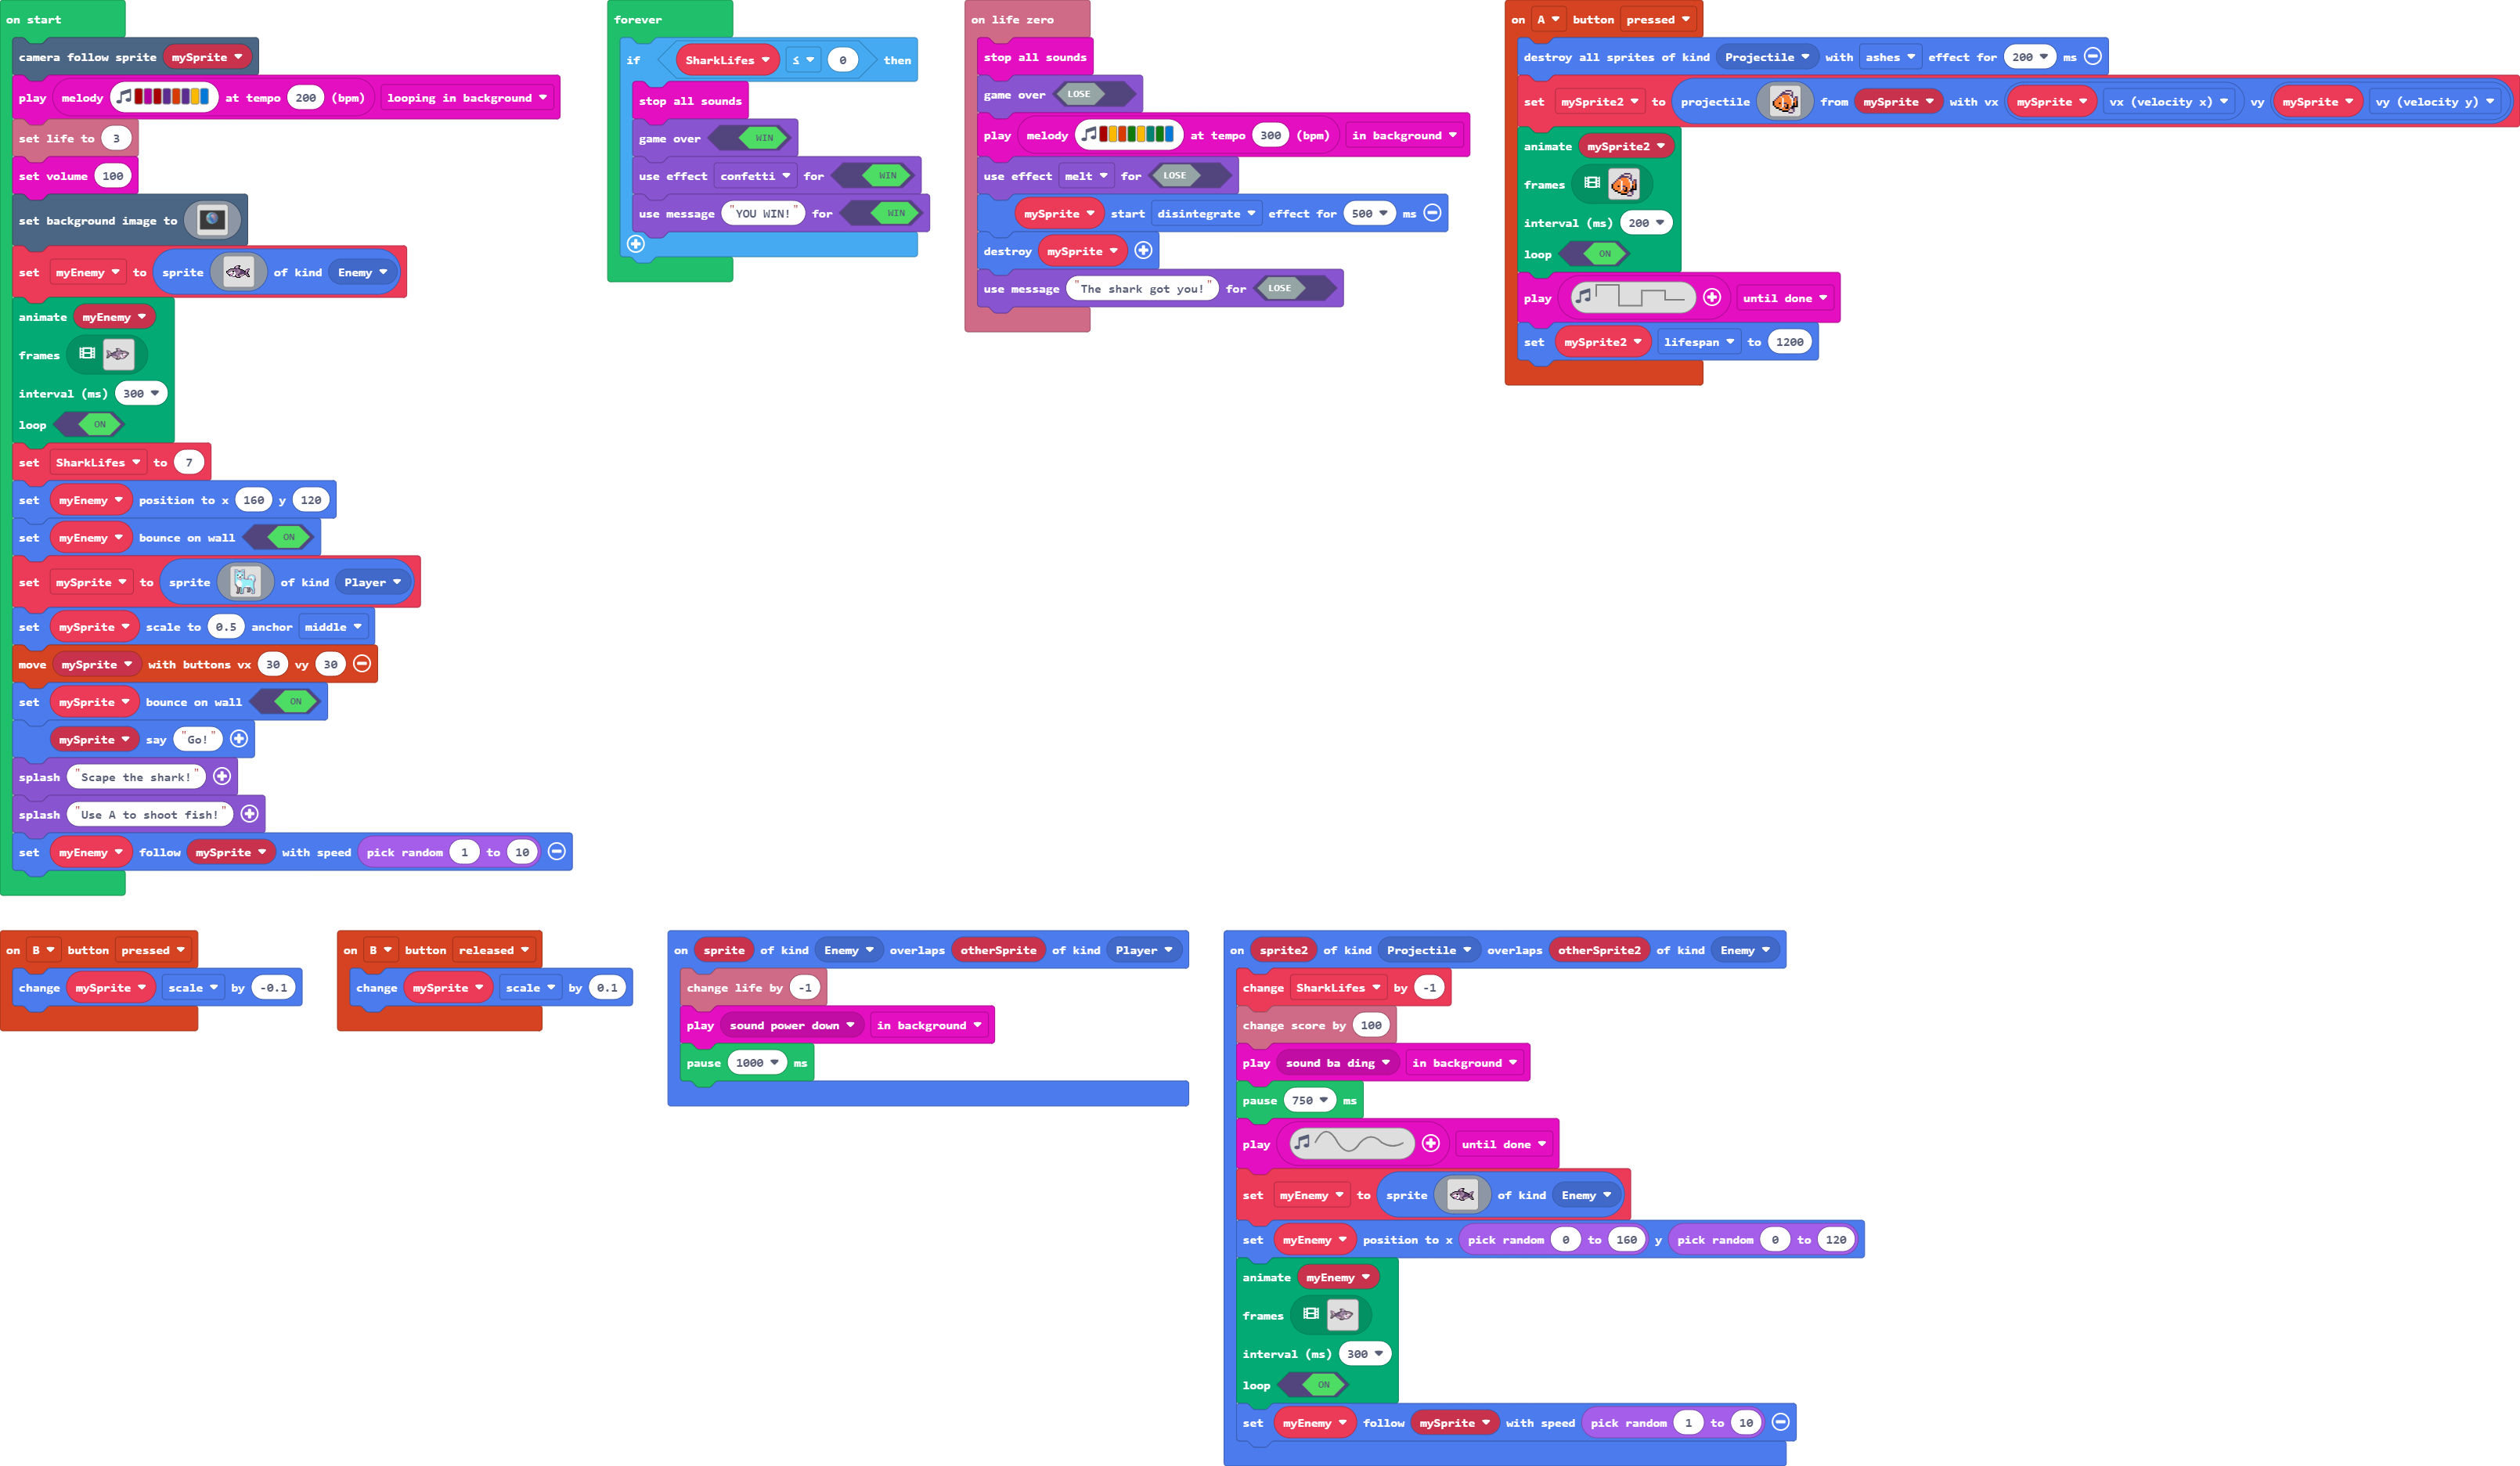 on start
camera follow sprite mySprite
play melody at tempo 200 (bpm) looping in background
set life to 3
set volume 100
set background image to
set myEnemy to sprite of kind Enemy
animate myEnemy
frames
interval (ms) 300
loop ON
set SharkLifes to 7
set myEnemy position to x 160 y 120
set myEnemy bounce on wall ON
set mySprite to sprite of kind Player
set mySprite scale to 0.5 anchor middle
move mySprite with buttons vx 30 vy 30
set mySprite bounce on wall ON
mySprite say "Go!"
splash "Scape the shark!"
splash "Use A to shoot fish!"
set myEnemy follow mySprite with speed pick random 1 to 10
forever
if SharkLifes ≤ 0 then
stop all sounds
game over WIN
use effect confetti for WIN
use message "YOU WIN!" for WIN
on life zero
stop all sounds
game over LOSE
play melody at tempo 300 (bpm) in background
use effect melt for LOSE
mySprite start disintegrate effect for 500 ms
destroy mySprite
use message "The shark got you!" for LOSE
on A button pressed
destroy all sprites of kind Projectile with ashes effect for 200 ms
set mySprite2 to projectile from mySprite with vx mySprite vx (velocity x) vy mySprite vy (velocity y)
animate mySprite2
frames
interval (ms) 200
loop ON
play until done
set mySprite2 lifespan to 1200
on B button pressed
change mySprite scale by -0.1
on B button released
change mySprite scale by 0.1
on sprite of kind Enemy overlaps otherSprite of kind Player
change life by -1
play sound power down in background
pause 1000 ms
on sprite2 of kind Projectile overlaps otherSprite2 of kind Enemy
change SharkLifes by -1
change score by 100
play sound ba ding in background
pause 750 ms
play until done
set myEnemy to sprite of kind Enemy
set myEnemy position to x pick random 0 to 160 y pick random 0 to 120
animate myEnemy
frames
interval (ms) 300
loop ON
set myEnemy follow mySprite with speed pick random 1 to 10